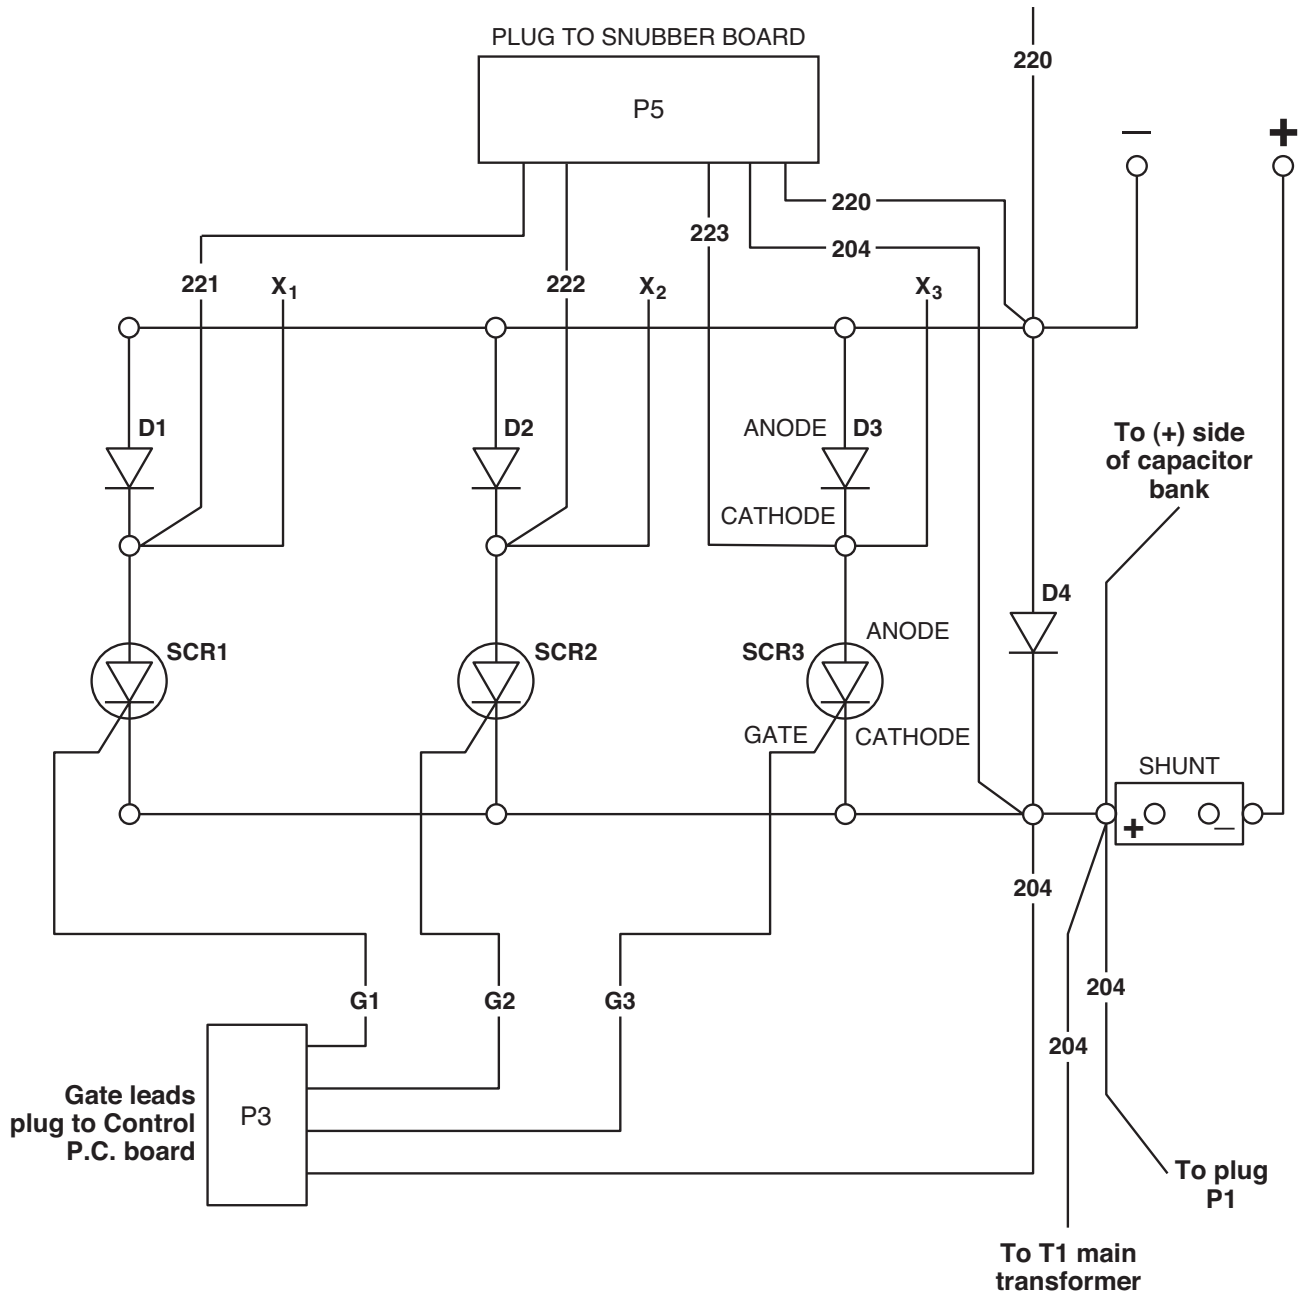 PLUG TO SNUBBER BOARD
220
P5
–
+
220
223
204
221
X1
222
X2
X3
D1
D2
ANODE
D3
To (+) side
of capacitor
bank
CATHODE
D4
ANODE
SCR1
SCR2
SCR3
GATE
CATHODE
SHUNT
+
–
204
204
G1
G2
G3
204
Gate leads
plug to Control
P.C. board
P3
To plug
P1
To T1 main
transformer